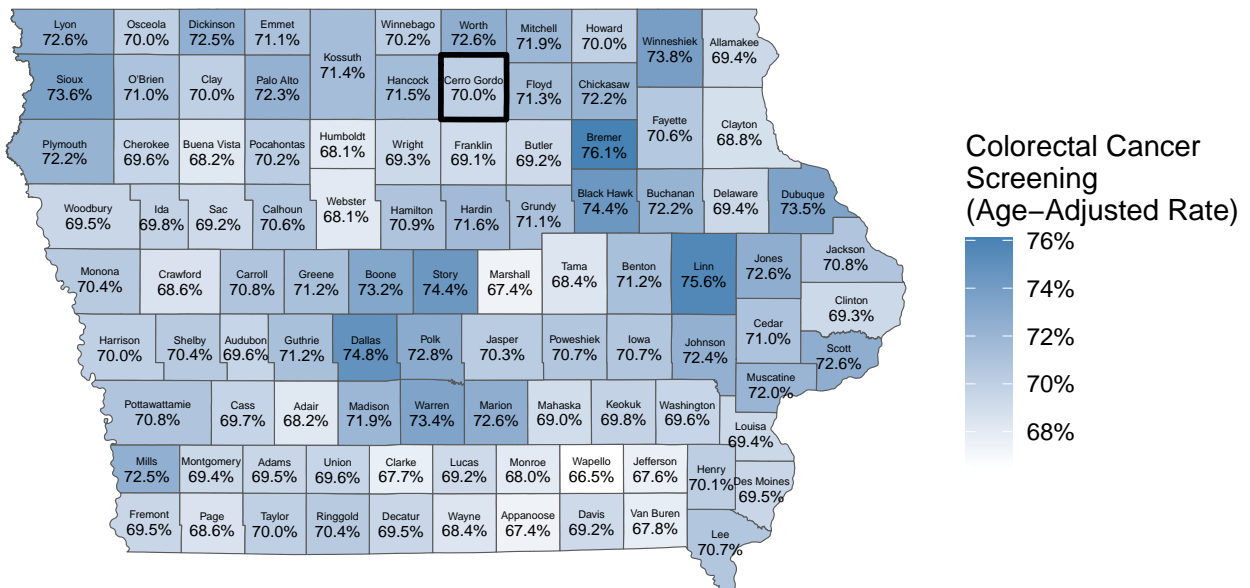 Lyon
72.6%
Osceola
70.0%
Dickinson
72.5%
Emmet
71.1%
Kossuth
71.4%
Winnebago
70.2%
Worth
72.6%
Mitchell
71.9%
Howard
70.0%
Winneshiek
73.8%
Allamakee
69.4%
Sioux
73.6%
O'Brien
71.0%
Clay
70.0%
Palo Alto
72.3%
Hancock
71.5%
Cerro Gordo
70.0%
Floyd
71.3%
Chickasaw
72.2%
Fayette
70.6%
Clayton
68.8%
Plymouth
72.2%
Cherokee
69.6%
Buena Vista
68.2%
Pocahontas
70.2%
Humboldt
68.1%
Wright
69.3%
Franklin
69.1%
Butler
69.2%
Bremer
76.1%
Woodbury
69.5%
Ida
69.8%
Sac
69.2%
Calhoun
70.6%
Webster
68.1%
Hamilton
70.9%
Hardin
71.6%
Grundy
71.1%
Black Hawk
74.4%
Buchanan
72.2%
Delaware
69.4%
Dubuque
73.5%
Monona
70.4%
Crawford
68.6%
Carroll
70.8%
Greene
71.2%
Boone
73.2%
Story
74.4%
Marshall
67.4%
Tama
68.4%
Benton
71.2%
Linn
75.6%
Jones
72.6%
Jackson
70.8%
Clinton
69.3%
Harrison
70.0%
Shelby
70.4%
Audubon
69.6%
Guthrie
71.2%
Dallas
74.8%
Polk
72.8%
Jasper
70.3%
Poweshiek
70.7%
Iowa
70.7%
Johnson
72.4%
Cedar
71.0%
Scott
72.6%
Muscatine
72.0%
Pottawattamie
70.8%
Cass
69.7%
Adair
68.2%
Madison
71.9%
Warren
73.4%
Marion
72.6%
Mahaska
69.0%
Keokuk
69.8%
Washington
69.6%
Louisa
69.4%
Mills
72.5%
Montgomery
69.4%
Adams
69.5%
Union
69.6%
Clarke
67.7%
Lucas
69.2%
Monroe
68.0%
Wapello
66.5%
Jefferson
67.6%
Henry
70.1%
Des Moines
69.5%
Fremont
69.5%
Page
68.6%
Taylor
70.0%
Ringgold
70.4%
Decatur
69.5%
Wayne
68.4%
Appanoose
67.4%
Davis
69.2%
Van Buren
67.8%
Lee
70.7%
Colorectal Cancer
Screening
(Age−Adjusted Rate)
76%
74%
72%
70%
68%